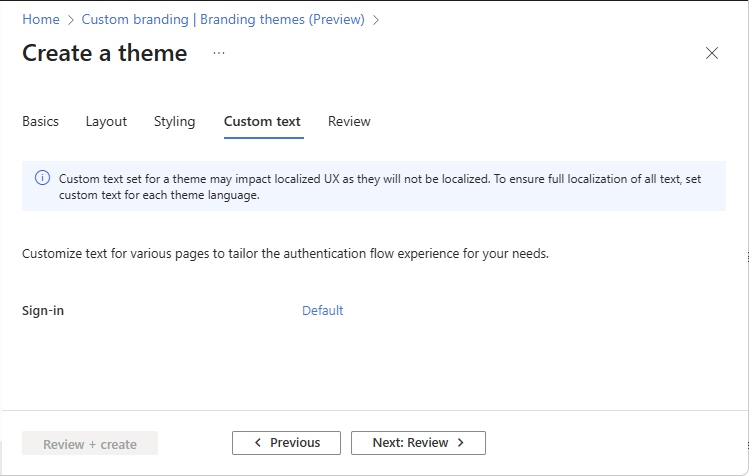 Home > Custom branding | Branding themes (Preview) >
Create a theme ...
Basics Layout Styling Custom text Review
Custom text set for a theme may impact localized UX as they will not be localized. To ensure full localization of all text, set
custom text for each theme language.
Customize text for various pages to tailor the authentication flow experience for your needs.
Sign-in Default
Review + create < Previous Next: Review >